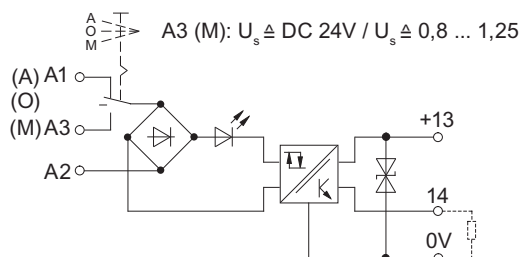 A
O
M
A3 (M): Us ≙ DC 24V / Us ≙ 0,8 ... 1,25
(A) A1
(O)
(M) A3
A2
+13
14
0V